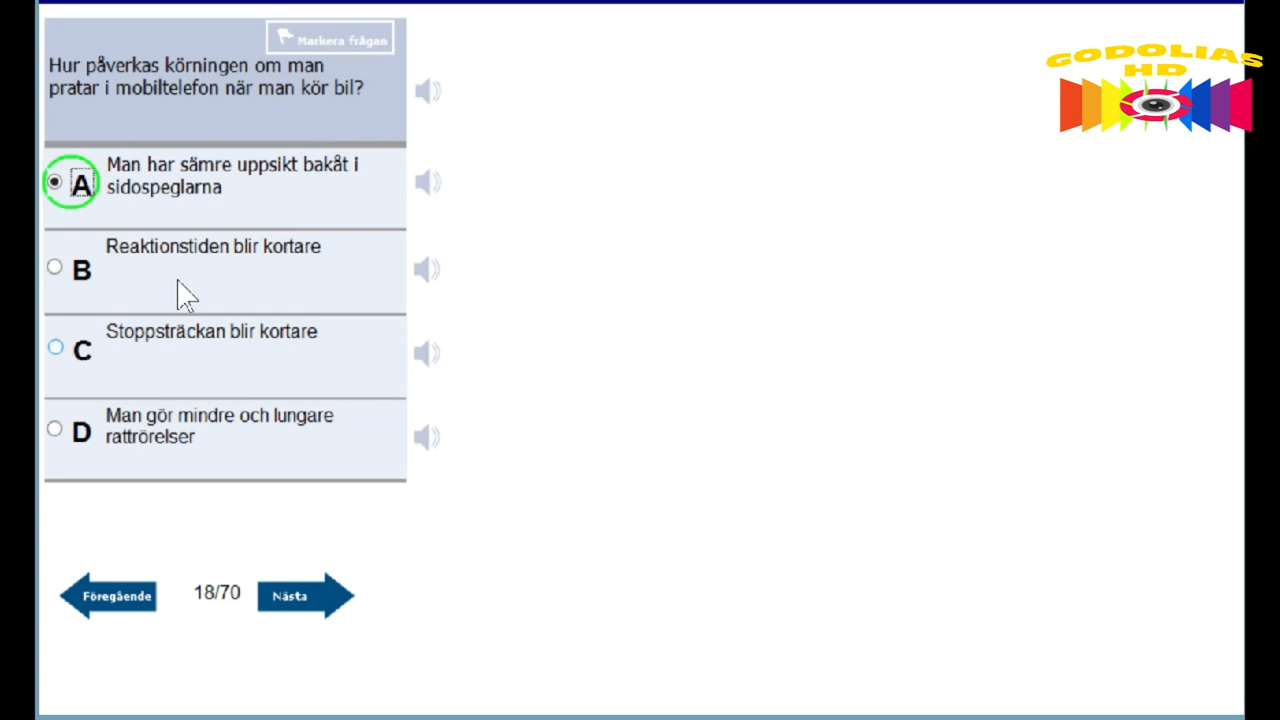 Markera frågan
Hur påverkas körningen om man
pratar i mobiltelefon när man kör bil?
A
Man har sämre uppsikt bakåt i
sidospeglarna
B
Reaktionstiden blir kortare
C
Stoppsträckan blir kortare
D
Man gör mindre och lungare
rattrörelser
Föregående
18/70
Nästa
GODOLIAS
HD